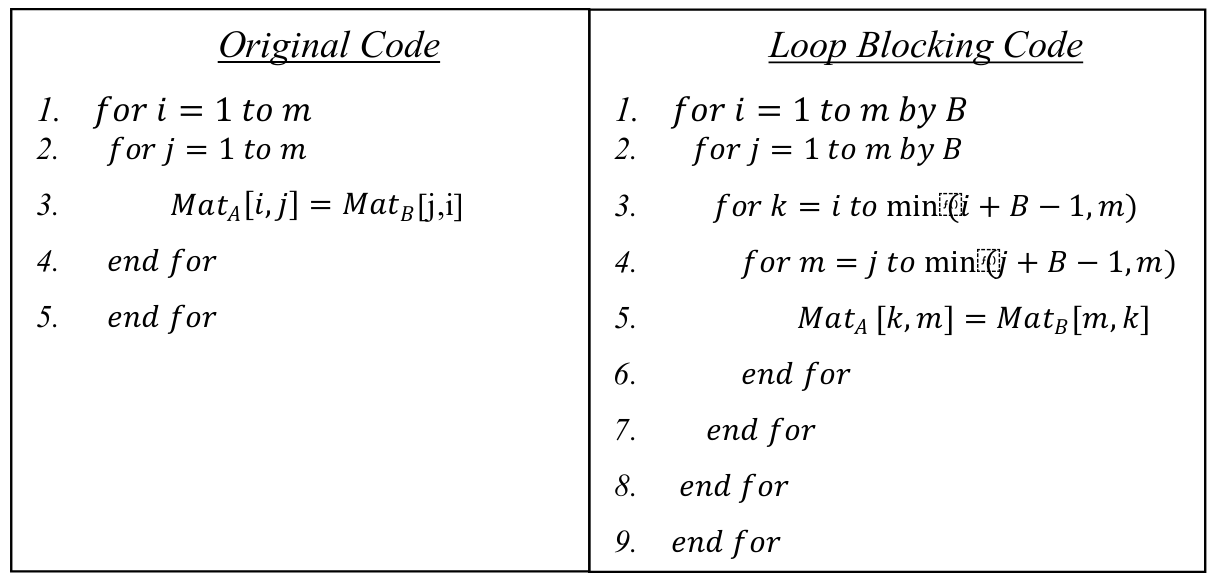 Original Code
1. for i = 1 to m
2. for j = 1 to m
3. Mat_A[i,j] = Mat_B[j,i]
4. end for
5. end for
Loop Blocking Code
1. for i = 1 to m by B
2. for j = 1 to m by B
3. for k = i to min(i + B − 1, m)
4. for m = j to min(j + B − 1, m)
5. Mat_A [k, m] = Mat_B[m, k]
6. end for
7. end for
8. end for
9. end for